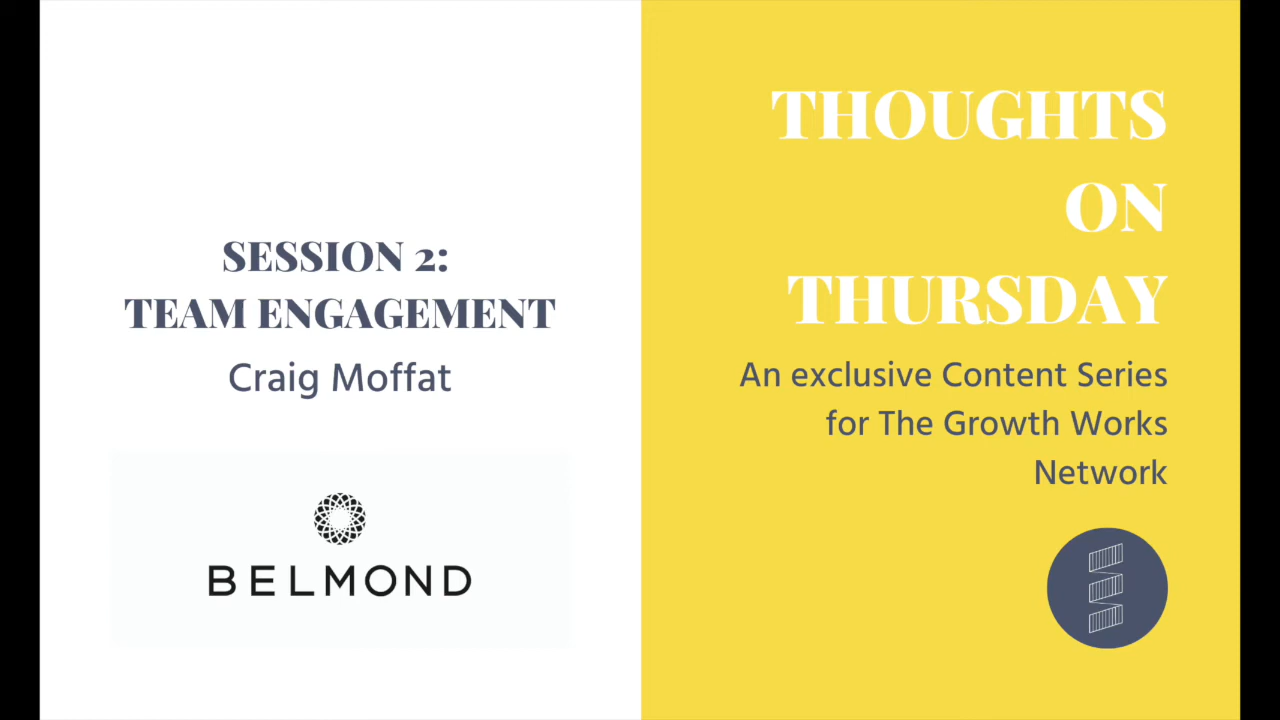 SESSION 2:
TEAM ENGAGEMENT
Craig Moffat
BELMOND
THOUGHTS
ON
THURSDAY
An exclusive Content Series
for The Growth Works
Network